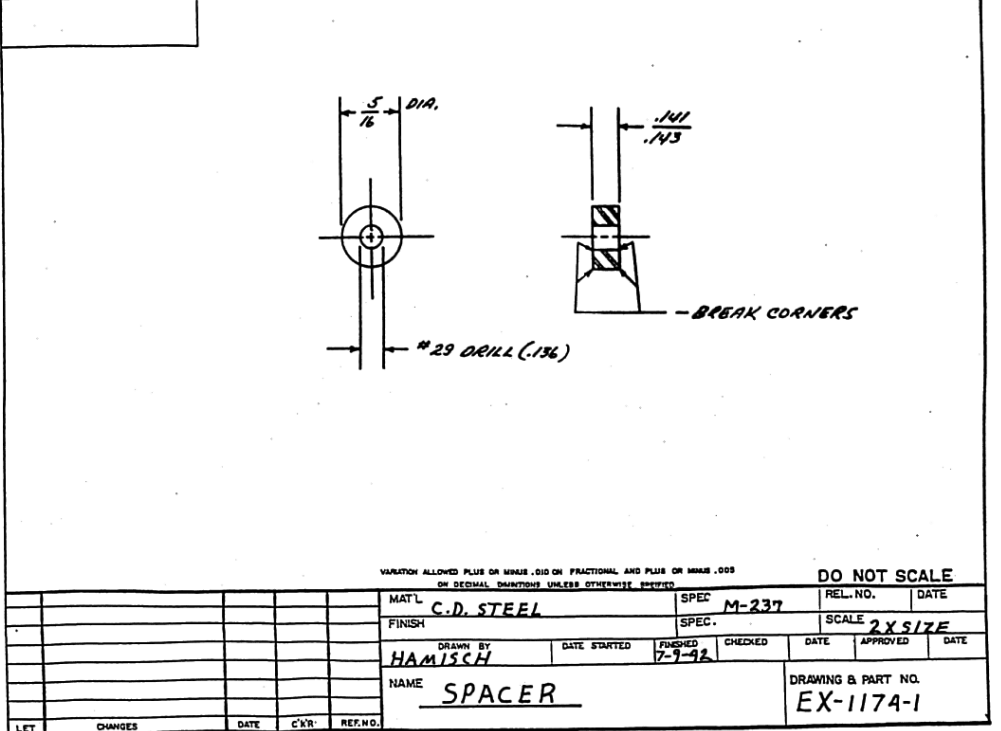 5/16 DIA.
.141
.143
BREAK CORNERS
#29 DRILL (.136)
VARIATION ALLOWED PLUS OR MINUS .010 ON FRACTIONAL AND PLUS OR MINUS .005
ON DECIMAL DIMENTIONS UNLESS OTHERWISE SPECIFIED
DO NOT SCALE
MAT'L C.D. STEEL SPEC M-237 REL. NO. DATE
FINISH SPEC. SCALE 2 X SIZE
DRAWN BY HAMISCH DATE STARTED FINISHED 7-9-42 CHECKED DATE APPROVED DATE
NAME SPACER DRAWING & PART NO. EX-1174-1
LET CHANGES DATE C'K'R' REF. NO.